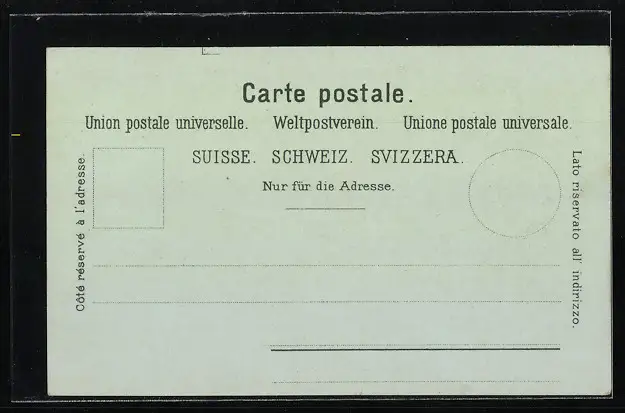 Carte postale.
Union postale universelle. Weltpostverein. Unione postale universale.
SUISSE. SCHWEIZ. SVIZZERA.
Nur für die Adresse.
Côté réservé à l'adresse.
Lato riservato all' indirizzo.